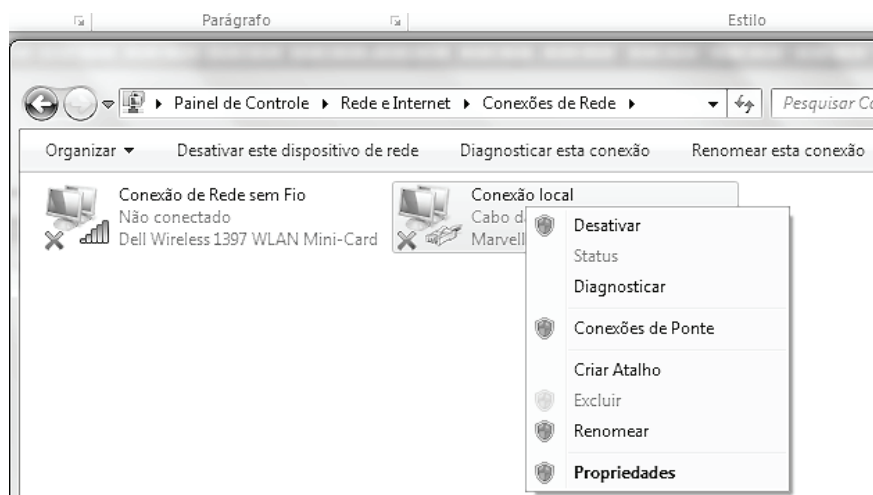 Parágrafo Estilo
Painel de Controle Rede e Internet Conexões de Rede Pesquisar
Organizar Desativar este dispositivo de rede Diagnosticar esta conexão Renomear esta conexão
Conexão de Rede sem Fio
Não conectado
Dell Wireless 1397 WLAN Mini-Card
Conexão local
Cabo
Marvell
Desativar
Status
Diagnosticar
Conexões de Ponte
Criar Atalho
Excluir
Renomear
Propriedades